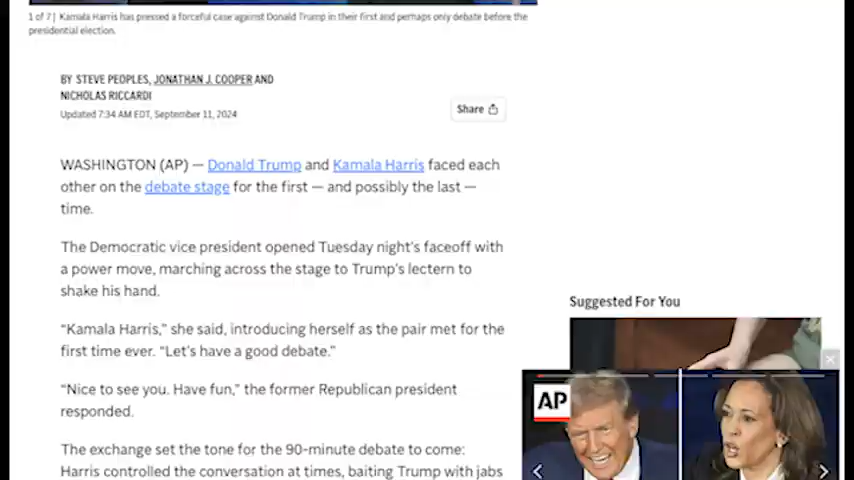 1 of 7 | Kamala Harris has pressed a forceful case against Donald Trump in their first and perhaps only debate before the
presidential election.
BY STEVE PEOPLES, JONATHAN J. COOPER AND
NICHOLAS RICCARDI
Updated 7:34 AM EDT, September 11, 2024
Share
WASHINGTON (AP) — Donald Trump and Kamala Harris faced each
other on the debate stage for the first — and possibly the last —
time.
The Democratic vice president opened Tuesday night's faceoff with
a power move, marching across the stage to Trump's lectern to
shake his hand.
“Kamala Harris,” she said, introducing herself as the pair met for the
first time ever. “Let's have a good debate.”
“Nice to see you. Have fun,” the former Republican president
responded.
The exchange set the tone for the 90-minute debate to come:
Harris controlled the conversation at times, baiting Trump with jabs
Suggested For You
AP